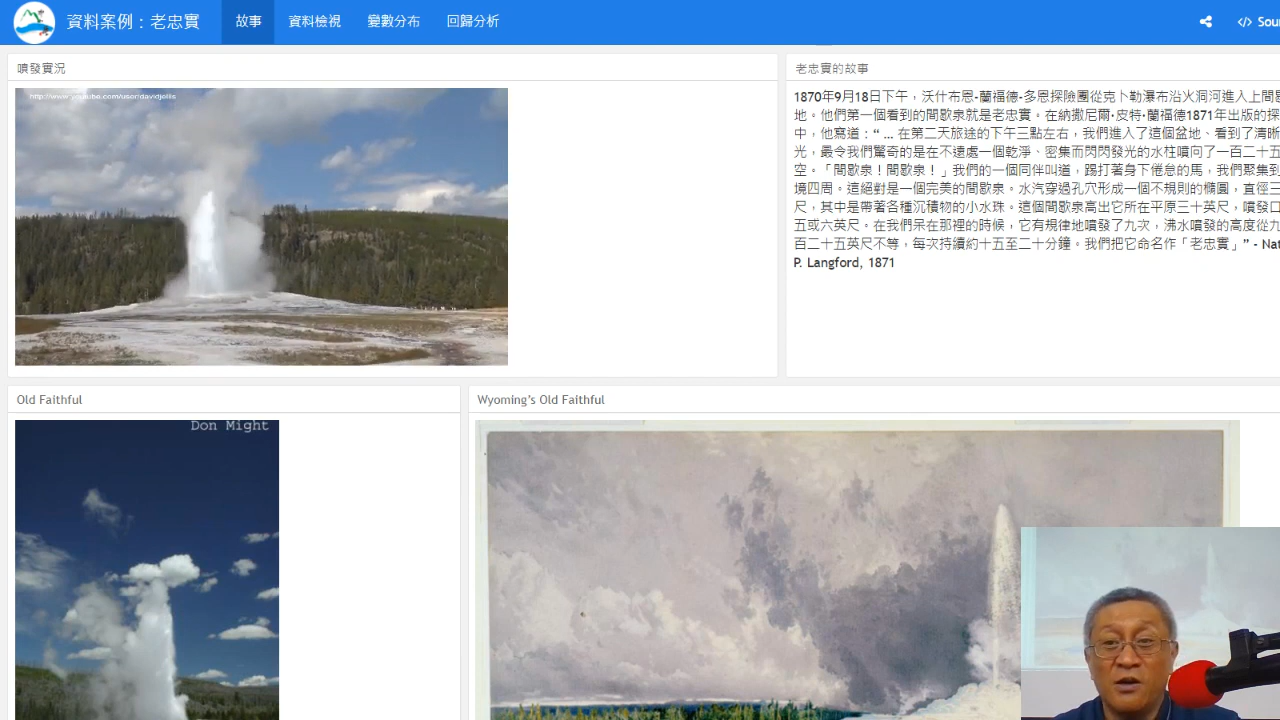 資料案例：老忠實
故事
資料檢視
變數分布
回歸分析
</> Sou
噴發實況
http://www.youtube.com/user/davidjellis
老忠實的故事
1870年9月18日下午，沃什布恩-蘭福德-多恩探險團從克卜勒瀑布沿火洞河進入上間
地。他們第一個看到的間歇泉就是老忠實。在納撒尼爾·皮特·蘭福德1871年出版的探
中，他寫道：“ ... 在第二天旅途的下午三點左右，我們進入了這個盆地、看到了清晰
光，最令我們驚奇的是在不遠處一個乾淨、密集而閃閃發光的水柱噴向了一百二十五
空。「間歇泉！間歇泉！」我們的一個同伴叫道，踢打著身下倦怠的馬，我們聚集到
境四周。這絕對是一個完美的間歇泉。水汽穿過孔穴形成一個不規則的橢圓，直徑三
尺，其中是帶著各種沉積物的小水珠。這個間歇泉高出它所在平原三十英尺，噴發口
五或六英尺。在我們呆在那裡的時候，它有規律地噴發了九次，沸水噴發的高度從九
百二十五英尺不等，每次持續約十五至二十分鐘。我們把它命名作「老忠實」” - Nat
P. Langford, 1871
Old Faithful
Wyoming’s Old Faithful
Don Might